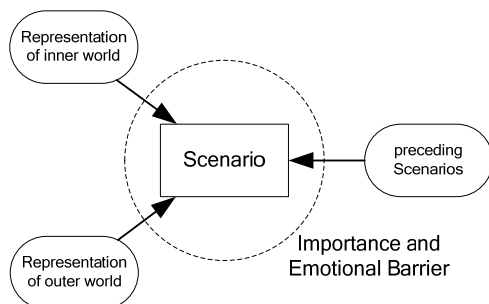 Representation
of inner world
Scenario
preceding
Scenarios
Representation
of outer world
Importance and
Emotional Barrier